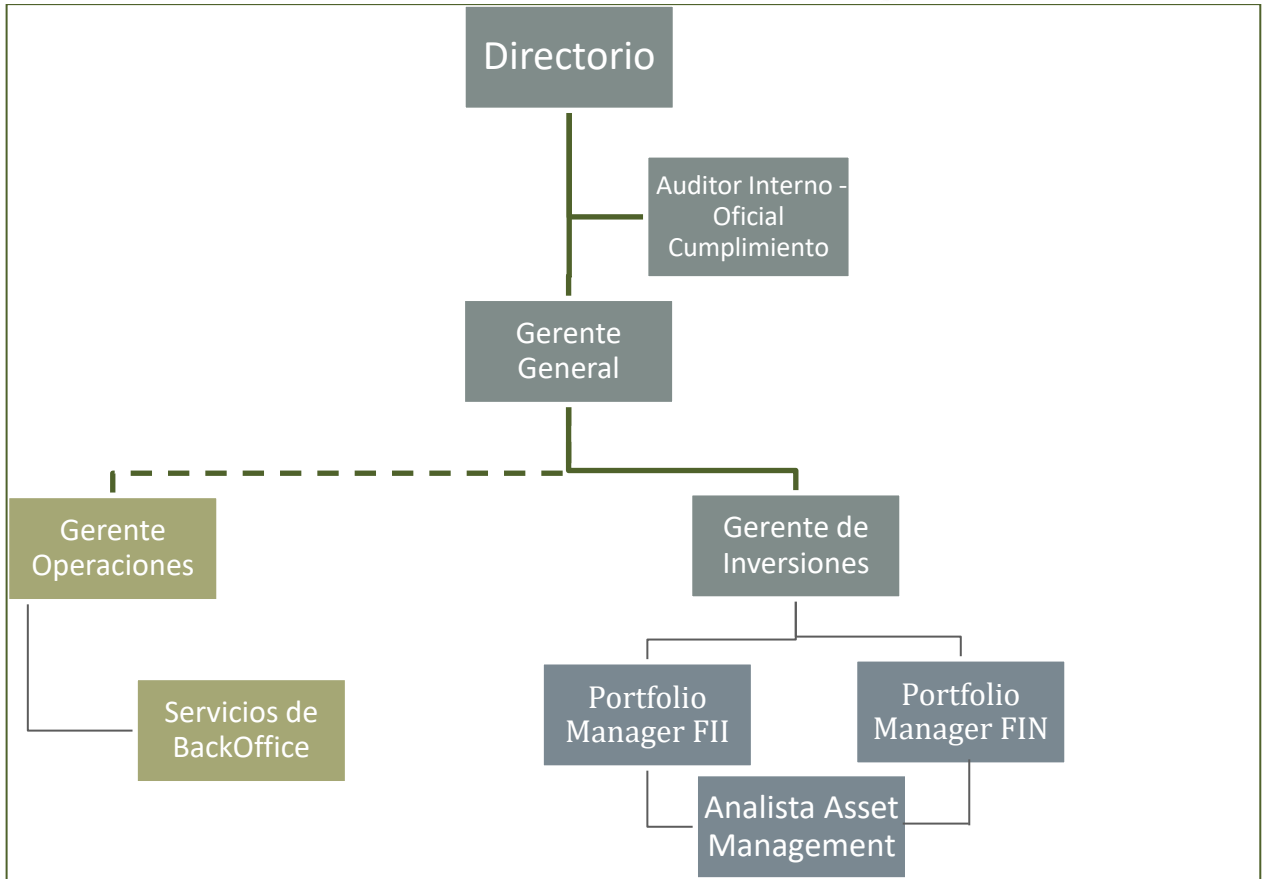 Directorio
Auditor Interno -
Oficial
Cumplimiento
Gerente
General
Gerente
Operaciones
Gerente de
Inversiones
Servicios de
BackOffice
Portfolio
Manager FII
Portfolio
Manager FIN
Analista Asset
Management